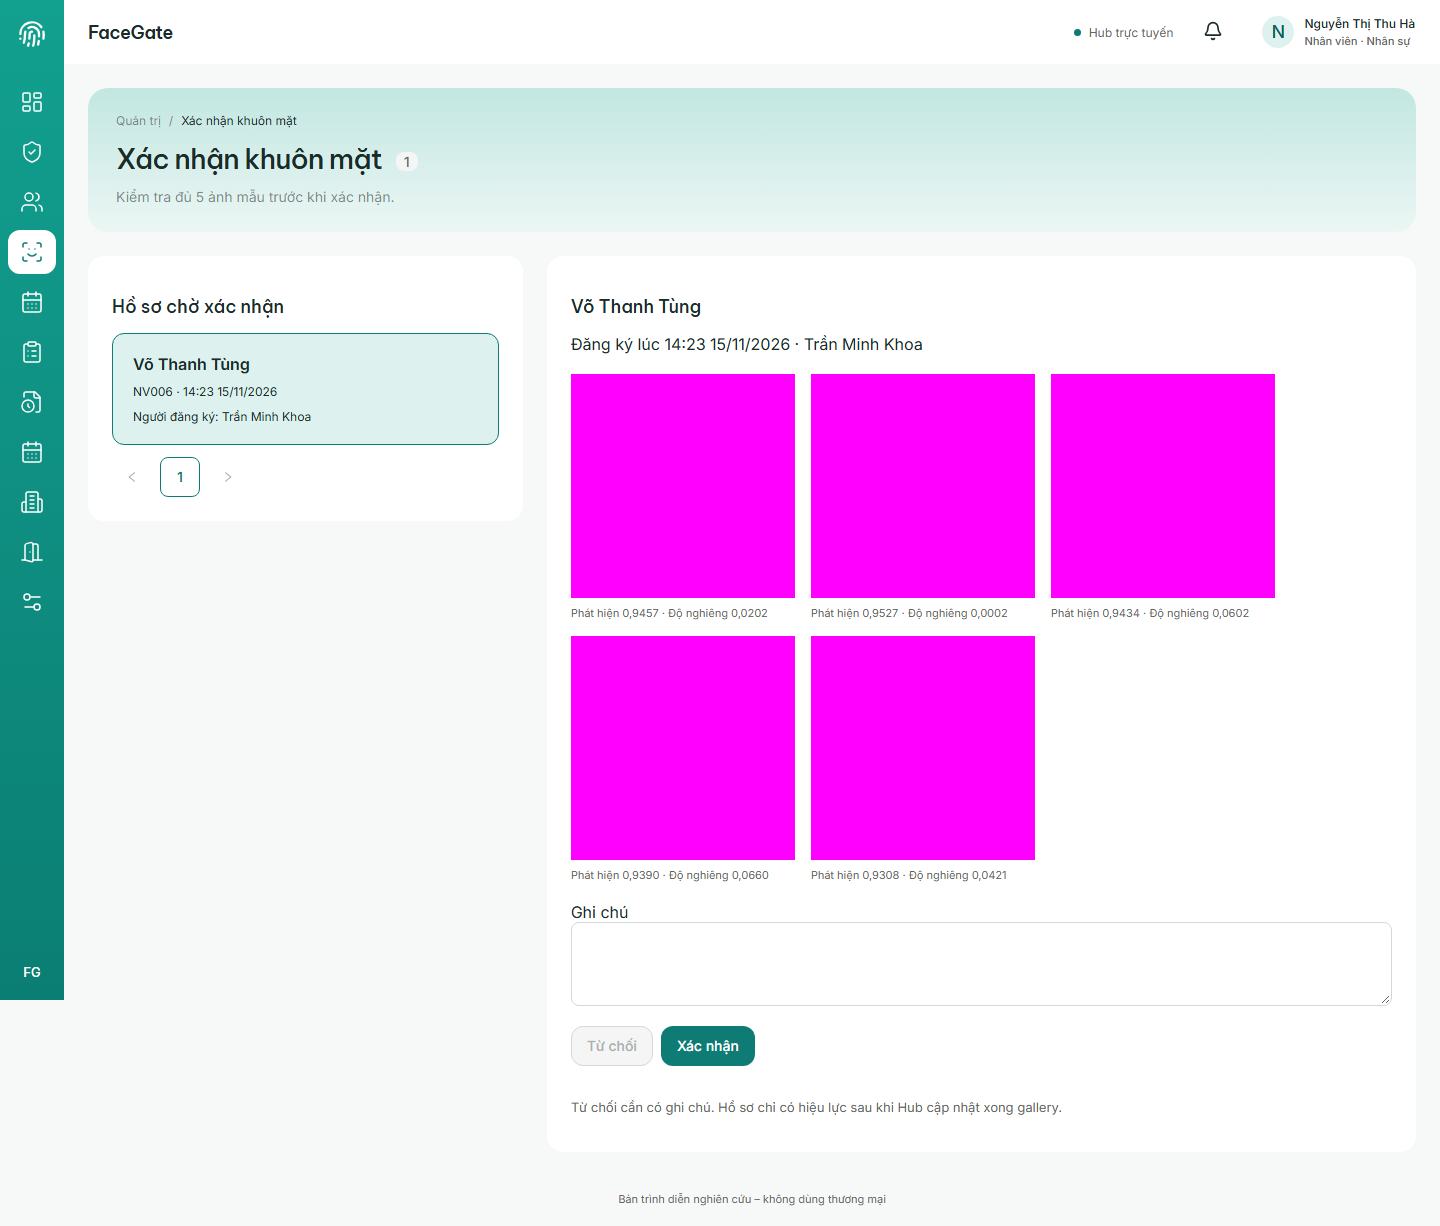 FaceGate
Hub trực tuyến
N
Nguyễn Thị Thu Hà
Nhân viên · Nhân sự
Quản trị / Xác nhận khuôn mặt
Xác nhận khuôn mặt 1
Kiểm tra đủ 5 ảnh mẫu trước khi xác nhận.
Hồ sơ chờ xác nhận
Võ Thanh Tùng
NV006 · 14:23 15/11/2026
Người đăng ký: Trần Minh Khoa
1
Võ Thanh Tùng
Đăng ký lúc 14:23 15/11/2026 · Trần Minh Khoa
Phát hiện 0,9457 · Độ nghiêng 0,0202
Phát hiện 0,9527 · Độ nghiêng 0,0002
Phát hiện 0,9434 · Độ nghiêng 0,0602
Phát hiện 0,9390 · Độ nghiêng 0,0660
Phát hiện 0,9308 · Độ nghiêng 0,0421
Ghi chú
Từ chối
Xác nhận
Từ chối cần có ghi chú. Hồ sơ chỉ có hiệu lực sau khi Hub cập nhật xong gallery.
FG
Bản trình diễn nghiên cứu – không dùng thương mại